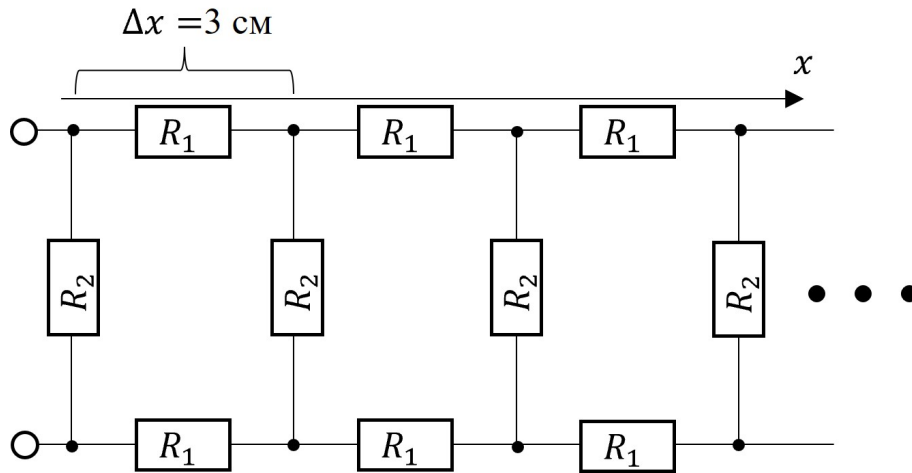 Δx =3 см
x
R₁ R₁ R₁
R₂ R₂ R₂ R₂
R₁ R₁ R₁